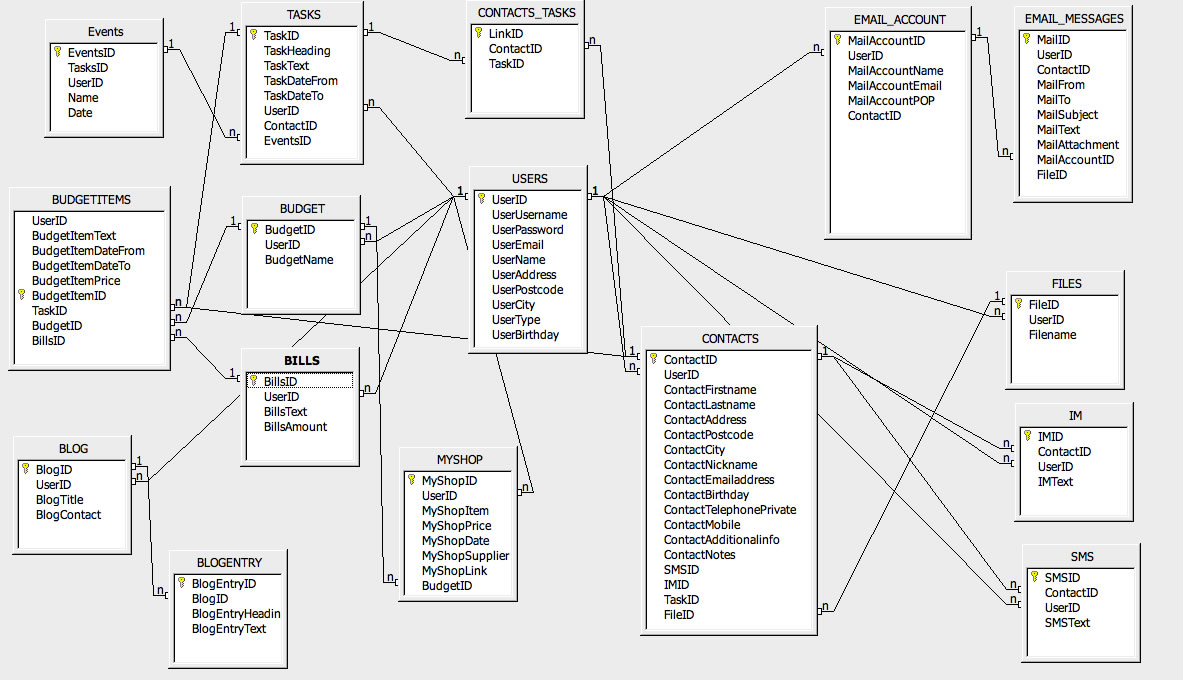 Events
EventsID
TasksID
UserID
Name
Date
TASKS
TaskID
TaskHeading
TaskText
TaskDateFrom
TaskDateTo
UserID
ContactID
EventsID
CONTACTS_TASKS
LinkID
ContactID
TaskID
EMAIL_ACCOUNT
MailAccountID
UserID
MailAccountName
MailAccountEmail
MailAccountPOP
ContactID
EMAIL_MESSAGES
MailID
UserID
ContactID
MailFrom
MailTo
MailSubject
MailText
MailAttachment
MailAccountID
FileID
BUDGETITEMS
UserID
BudgetItemText
BudgetItemDateFrom
BudgetItemDateTo
BudgetItemPrice
BudgetItemID
TaskID
BudgetID
BillsID
BUDGET
BudgetID
UserID
BudgetName
USERS
UserID
UserUsername
UserPassword
UserEmail
UserName
UserAddress
UserPostcode
UserCity
UserType
UserBirthday
FILES
FileID
UserID
Filename
BILLS
BillsID
UserID
BillsText
BillsAmount
CONTACTS
ContactID
UserID
ContactFirstname
ContactLastname
ContactAddress
ContactPostcode
ContactCity
ContactNickname
ContactEmailaddress
ContactBirthday
ContactTelephonePrivate
ContactMobile
ContactAdditionalinfo
ContactNotes
SMSID
IMID
TaskID
FileID
IM
IMID
ContactID
UserID
IMText
BLOG
BlogID
UserID
BlogTitle
BlogContact
MYSHOP
MyShopID
UserID
MyShopItem
MyShopPrice
MyShopDate
MyShopSupplier
MyShopLink
BudgetID
BLOGENTRY
BlogEntryID
BlogID
BlogEntryHeadin
BlogEntryText
SMS
SMSID
ContactID
UserID
SMSText
1
n
1
n
1
n
n
1
n
1
n
1
n
1
n
1
n
n
n
1
n
1
n
1
n
1
n
1
n
1
n
n
n
n
n
n
n
n